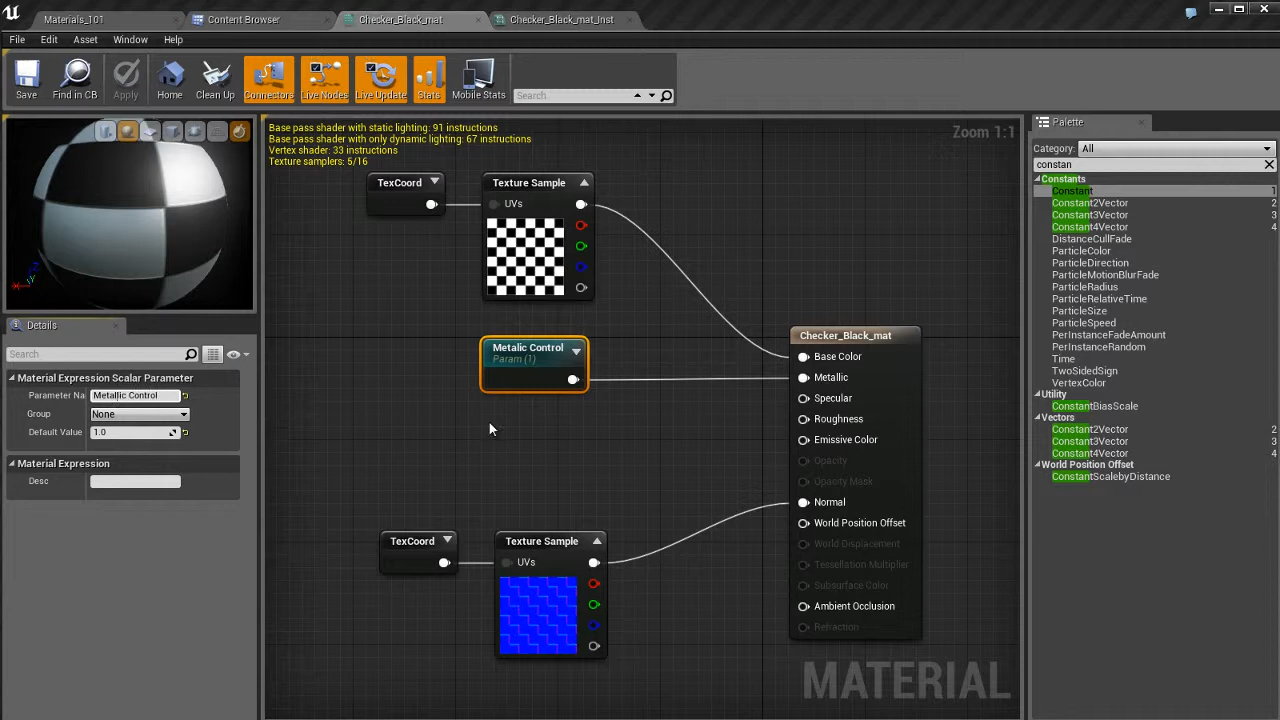 Materials_101
Content Browser
Checker_Black_mat
Checker_Black_mat_Inst
File Edit Asset Window Help
Save
Find in CB
Apply
Home
Clean Up
Connectors
Live Nodes
Live Update
Stats
Mobile Stats
Search
Base pass shader with static lighting: 91 instructions
Base pass shader with only dynamic lighting: 67 instructions
Vertex shader: 33 instructions
Texture samplers: 5/16
Zoom 1:1
TexCoord
Texture Sample
UVs
Metalic Control
Param (1)
TexCoord
Texture Sample
UVs
Checker_Black_mat
Base Color
Metallic
Specular
Roughness
Emissive Color
Opacity
Opacity Mask
Normal
World Position Offset
World Displacement
Tessellation Multiplier
Subsurface Color
Ambient Occlusion
Refraction
MATERIAL
Details
Search
Material Expression Scalar Parameter
Parameter Na Metallic Control
Group None
Default Value 1.0
Material Expression
Desc
Palette
Category: All
constan
Constants
Constant 1
Constant2Vector 2
Constant3Vector 3
Constant4Vector 4
DistanceCullFade
ParticleColor
ParticleDirection
ParticleMotionBlurFade
ParticleRadius
ParticleRelativeTime
ParticleSize
ParticleSpeed
PerInstanceFadeAmount
PerInstanceRandom
Time
TwoSidedSign
VertexColor
Utility
ConstantBiasScale
Vectors
Constant2Vector 2
Constant3Vector 3
Constant4Vector 4
World Position Offset
ConstantScalebyDistance